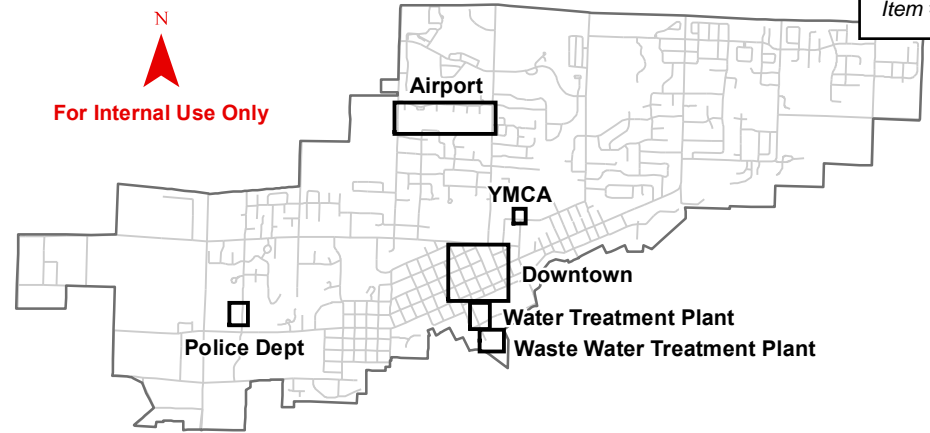 Item
N
For Internal Use Only
Airport
YMCA
Downtown
Water Treatment Plant
Police Dept
Waste Water Treatment Plant